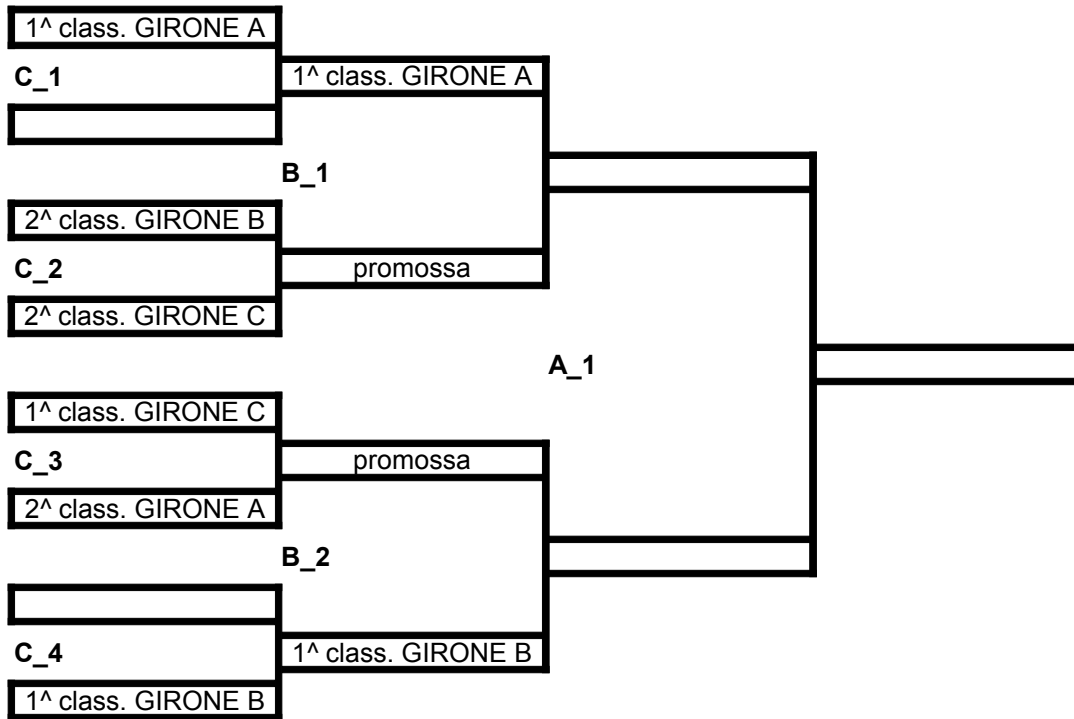 1^ class. GIRONE A
C_1
1^ class. GIRONE A
B_1
2^ class. GIRONE B
C_2
promossa
2^ class. GIRONE C
A_1
1^ class. GIRONE C
C_3
promossa
2^ class. GIRONE A
B_2
C_4
1^ class. GIRONE B
1^ class. GIRONE B